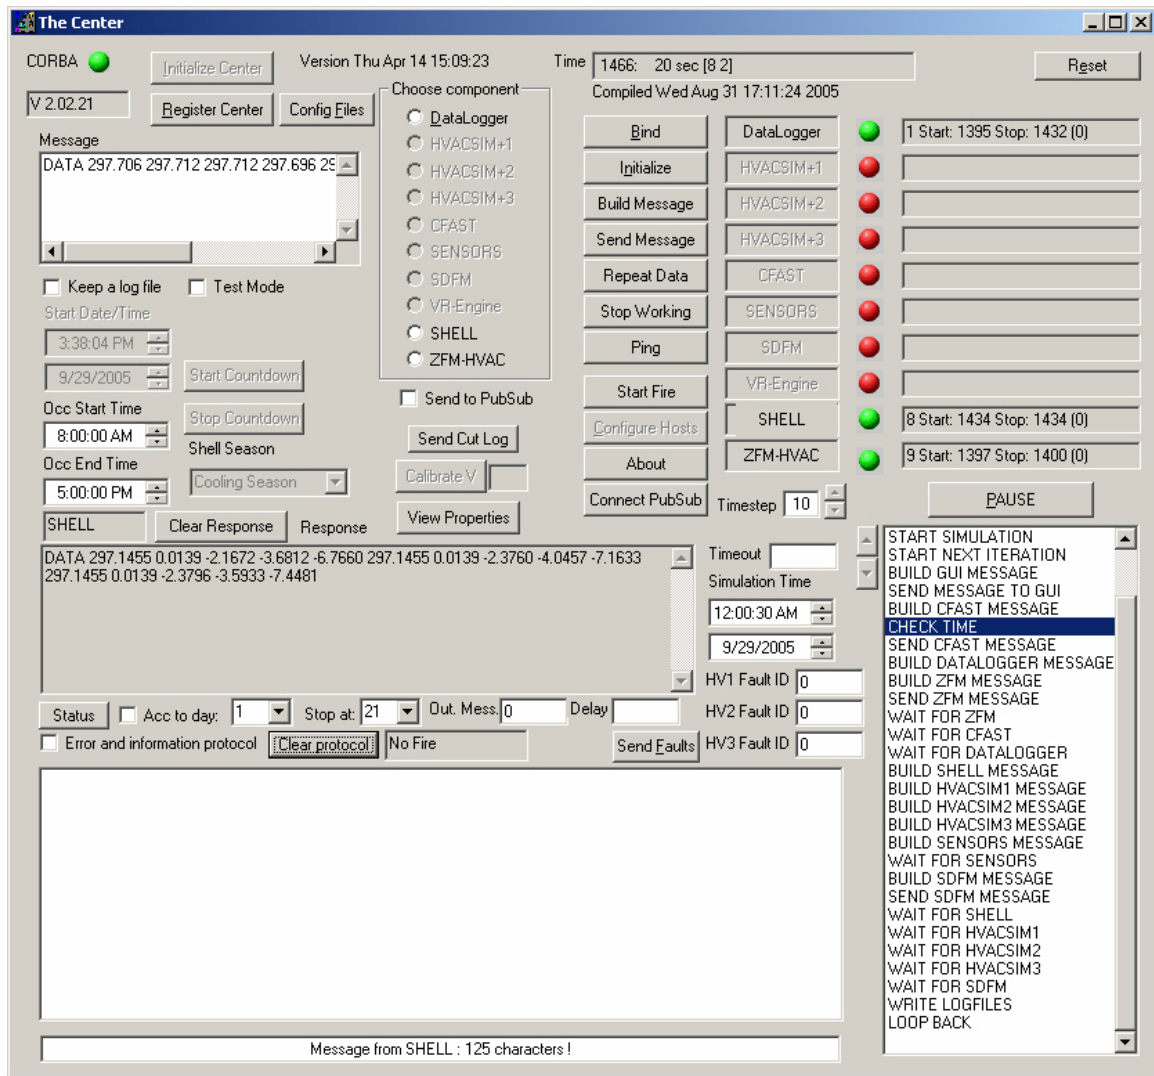 The Center
CORBA
Initialize Center
Version Thu Apr 14 15:09:23
Time
1466: 20 sec [8 2]
Reset
Compiled Wed Aug 31 17:11:24 2005
V 2.02.21
Register Center
Config Files
Message
DATA 297.706 297.712 297.712 297.696 29
Keep a log file
Test Mode
Start Date/Time
3:38:04 PM
9/29/2005
Start Countdown
Occ Start Time
8:00:00 AM
Stop Countdown
Shell Season
Occ End Time
5:00:00 PM
Cooling Season
Choose component
DataLogger
HVACSIM+1
HVACSIM+2
HVACSIM+3
CFAST
SENSORS
SDFM
VR-Engine
SHELL
ZFM-HVAC
Send to PubSub
Send Cut Log
Calibrate V
View Properties
Bind
Initialize
Build Message
Send Message
Repeat Data
Stop Working
Ping
Start Fire
Configure Hosts
About
Connect PubSub
DataLogger
1 Start: 1395 Stop: 1432 (0)
HVACSIM+1
HVACSIM+2
HVACSIM+3
CFAST
SENSORS
SDFM
VR-Engine
SHELL
8 Start: 1434 Stop: 1434 (0)
ZFM-HVAC
9 Start: 1397 Stop: 1400 (0)
Timestep
10
PAUSE
SHELL
Clear Response
Response
DATA 297.1455 0.0139 -2.1672 -3.6812 -6.7660 297.1455 0.0139 -2.3760 -4.0457 -7.1633
297.1455 0.0139 -2.3796 -3.5933 -7.4481
Timeout
Simulation Time
12:00:30 AM
9/29/2005
HV1 Fault ID 0
HV2 Fault ID 0
HV3 Fault ID 0
Status
Acc to day: 1
Stop at: 21
Out. Mess. 0
Delay
Error and information protocol
Clear protocol
No Fire
Send Faults
START SIMULATION
START NEXT ITERATION
BUILD GUI MESSAGE
SEND MESSAGE TO GUI
BUILD CFAST MESSAGE
CHECK TIME
SEND CFAST MESSAGE
BUILD DATALOGGER MESSAGE
BUILD ZFM MESSAGE
SEND ZFM MESSAGE
WAIT FOR ZFM
WAIT FOR CFAST
WAIT FOR DATALOGGER
BUILD SHELL MESSAGE
BUILD HVACSIM1 MESSAGE
BUILD HVACSIM2 MESSAGE
BUILD HVACSIM3 MESSAGE
BUILD SENSORS MESSAGE
WAIT FOR SENSORS
BUILD SDFM MESSAGE
SEND SDFM MESSAGE
WAIT FOR SHELL
WAIT FOR HVACSIM1
WAIT FOR HVACSIM2
WAIT FOR HVACSIM3
WAIT FOR SDFM
WRITE LOGFILES
LOOP BACK
Message from SHELL : 125 characters !